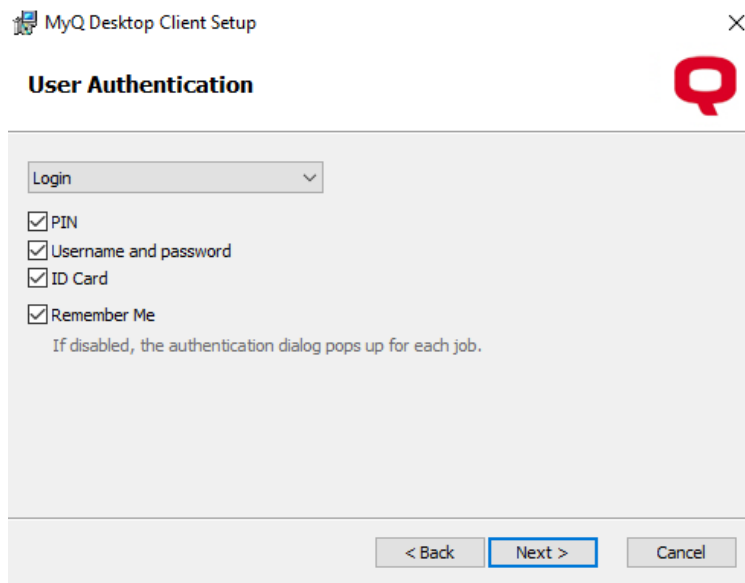 MyQ Desktop Client Setup
User Authentication
Login
PIN
Username and password
ID Card
Remember Me
If disabled, the authentication dialog pops up for each job.
< Back
Next >
Cancel